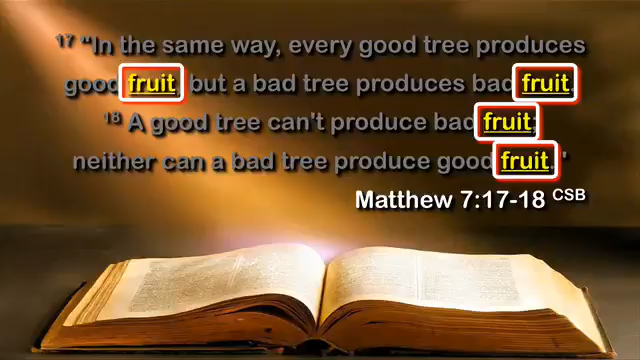 17 "In the same way, every good tree produces
good fruit, but a bad tree produces bad fruit.
18 A good tree can't produce bad fruit;
neither can a bad tree produce good fruit."
Matthew 7:17-18 CSB